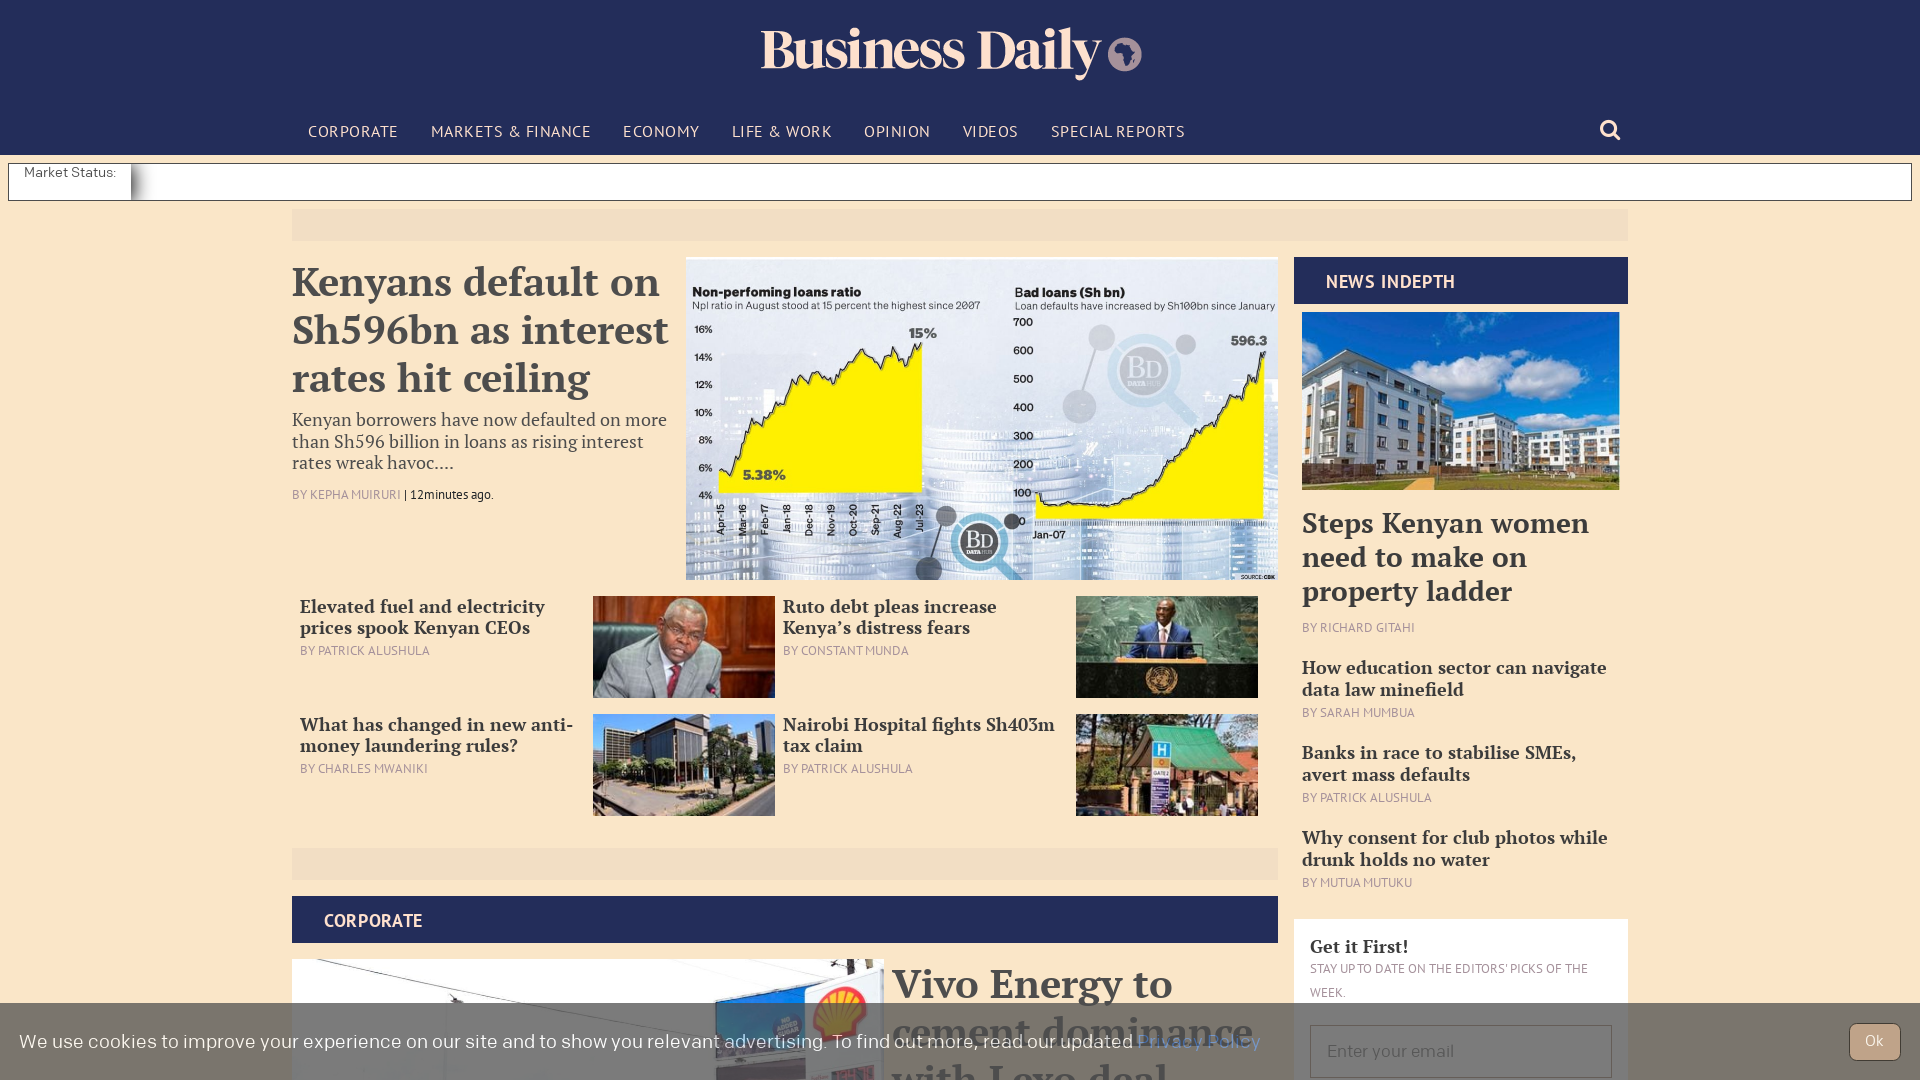 Business Daily
CORPORATE
MARKETS & FINANCE
ECONOMY
LIFE & WORK
OPINION
VIDEOS
SPECIAL REPORTS
Market Status:
Kenyans default on
Sh596bn as interest
rates hit ceiling
Kenyan borrowers have now defaulted on more
than Sh596 billion in loans as rising interest
rates wreak havoc....
BY KEPHA MUIRURI | 12minutes ago.
Non-perfoming loans ratio
Npl ratio in August stood at 15 percent the highest since 2007
16%
14%
12%
10%
8%
6%
4%
15%
5.38%
Apr-15
Mar-16
Feb-17
Jan-18
Dec-18
Nov-19
Oct-20
Sep-21
Aug-22
Jul-23
Bad loans (Sh bn)
Loan defaults have increased by Sh100bn since January
700
600
500
400
300
200
100
0
596.3
Jan-07
BD
DATA HUB
BD
DATA HUB
SOURCE: CBK
Elevated fuel and electricity
prices spook Kenyan CEOs
BY PATRICK ALUSHULA
Ruto debt pleas increase
Kenya’s distress fears
BY CONSTANT MUNDA
What has changed in new anti-
money laundering rules?
BY CHARLES MWANIKI
Nairobi Hospital fights Sh403m
tax claim
BY PATRICK ALUSHULA
H
GATE 2
CORPORATE
Vivo Energy to
cement dominance
with Lexo deal
NEWS INDEPTH
Steps Kenyan women
need to make on
property ladder
BY RICHARD GITAHI
How education sector can navigate
data law minefield
BY SARAH MUMBUA
Banks in race to stabilise SMEs,
avert mass defaults
BY PATRICK ALUSHULA
Why consent for club photos while
drunk holds no water
BY MUTUA MUTUKU
Get it First!
STAY UP TO DATE ON THE EDITORS' PICKS OF THE
WEEK.
Enter your email
We use cookies to improve your experience on our site and to show you relevant advertising. To find out more, read our updated Privacy Policy
Ok